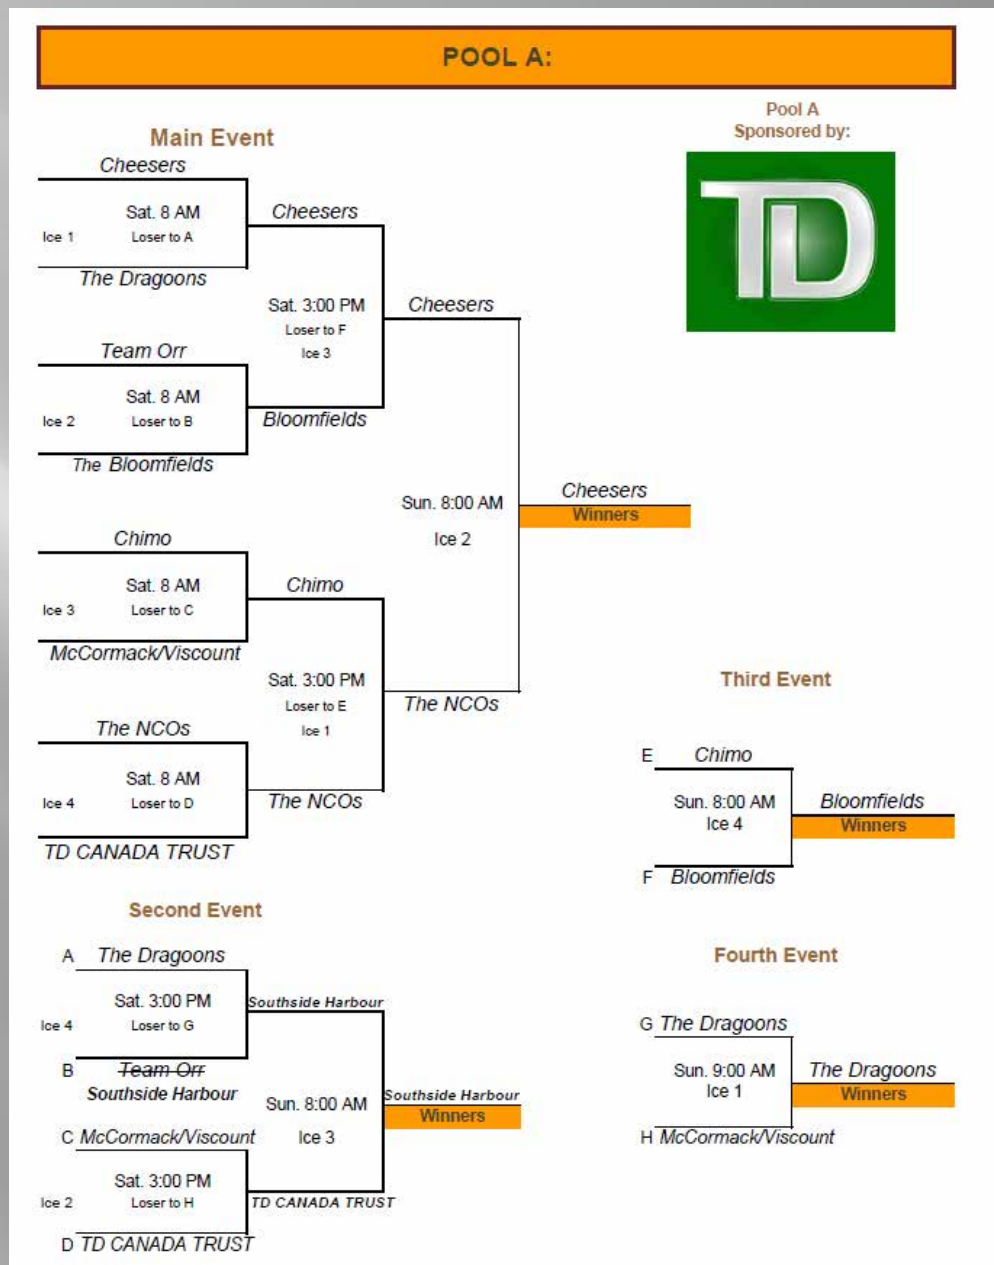 POOL A:
Pool A
Sponsored by:
TD
Main Event
Cheesers
Sat. 8 AM
Ice 1
Loser to A
The Dragoons
Cheesers
Sat. 3:00 PM
Loser to F
Ice 3
Cheesers
Team Orr
Sat. 8 AM
Ice 2
Loser to B
The Bloomfields
Bloomfields
Sun. 8:00 AM
Ice 2
Cheesers
Winners
Chimo
Sat. 8 AM
Ice 3
Loser to C
McCormack/Viscount
Chimo
Sat. 3:00 PM
Loser to E
Ice 1
The NCOs
The NCOs
Sat. 8 AM
Ice 4
Loser to D
TD CANADA TRUST
The NCOs
Third Event
E Chimo
Sun. 8:00 AM
Ice 4
Bloomfields
Winners
F Bloomfields
Second Event
A The Dragoons
Sat. 3:00 PM
Ice 4
Loser to G
B Team Orr
Southside Harbour
Southside Harbour
Sun. 8:00 AM
Ice 3
Southside Harbour
Winners
C McCormack/Viscount
Sat. 3:00 PM
Ice 2
Loser to H
D TD CANADA TRUST
TD CANADA TRUST
Fourth Event
G The Dragoons
Sun. 9:00 AM
Ice 1
The Dragoons
Winners
H McCormack/Viscount